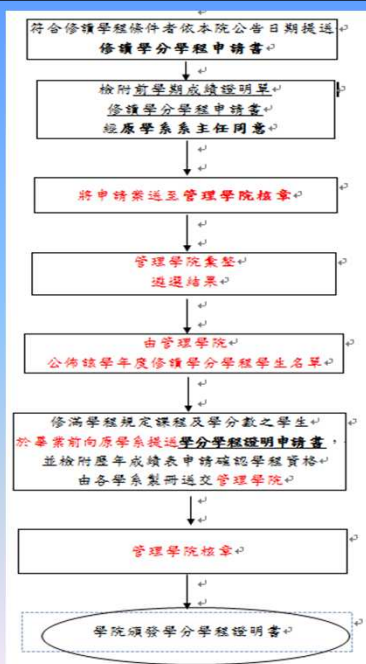 符合修讀學程條件者依本院公告日期提送
修讀學分學程申請書
檢附前學期成績證明單
修讀學分學程申請書
經原學系系主任同意
將申請案送至管理學院核章
管理學院彙整
遴選結果
由管理學院
公佈該學年度修讀學分學程學生名單
修滿學程規定課程及學分數之學生
於畢業前向原學系提送學分學程證明申請書，
並檢附歷年成績表申請確認學程資格
由各學系製冊送交管理學院
管理學院核章
學院頒發學分學程證明書